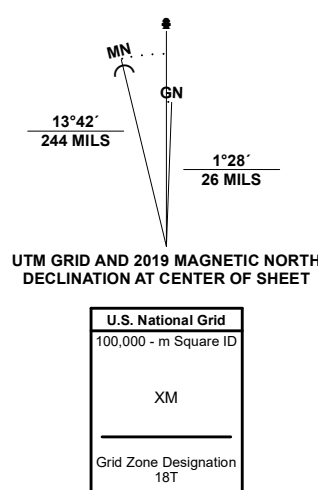 MN
GN
13°42´
244 MILS
1°28´
26 MILS
UTM GRID AND 2019 MAGNETIC NORTH
DECLINATION AT CENTER OF SHEET
U.S. National Grid
100,000 - m Square ID
XM
Grid Zone Designation
18T